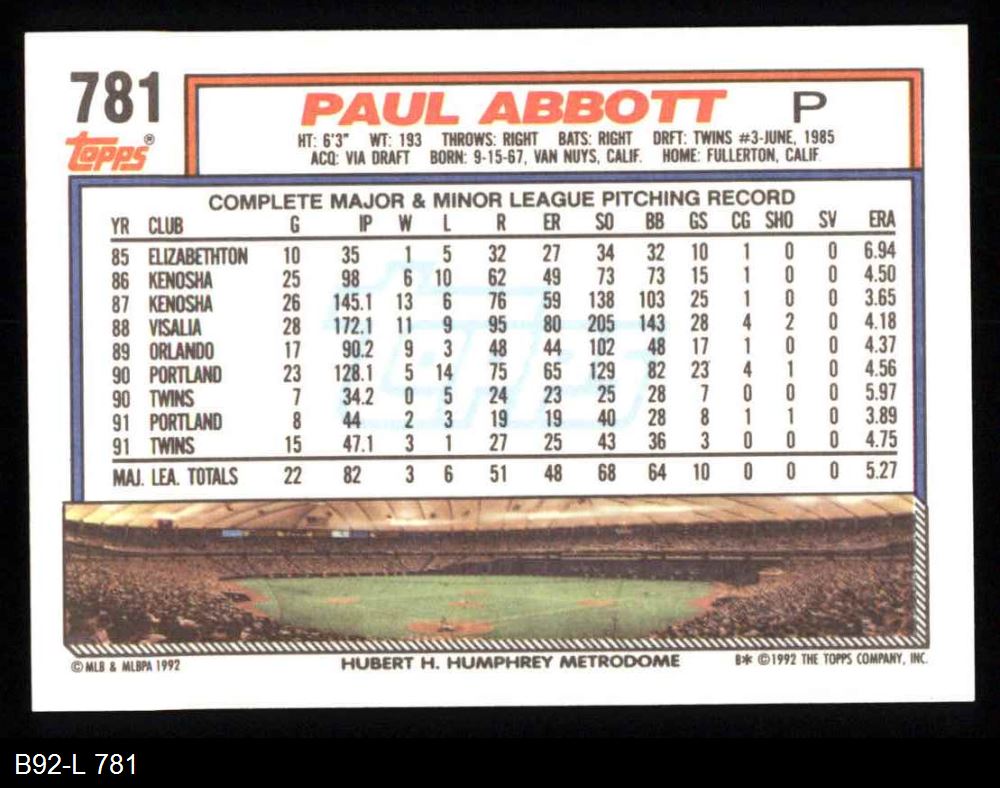 781
topps®
PAUL ABBOTT P
HT: 6'3" WT: 193 THROWS: RIGHT BATS: RIGHT DRFT: TWINS #3-JUNE, 1985
ACQ: VIA DRAFT BORN: 9-15-67, VAN NUYS, CALIF. HOME: FULLERTON, CALIF.
COMPLETE MAJOR & MINOR LEAGUE PITCHING RECORD
YR CLUB G IP W L R ER SO BB GS CG SHO SV ERA
85 ELIZABETHTON 10 35 1 5 32 27 34 32 10 1 0 0 6.94
86 KENOSHA 25 98 6 10 62 49 73 73 15 1 0 0 4.50
87 KENOSHA 26 145.1 13 6 76 59 138 103 25 1 0 0 3.65
88 VISALIA 28 172.1 11 9 95 80 205 143 28 4 2 0 4.18
89 ORLANDO 17 90.2 9 3 48 44 102 48 17 1 0 0 4.37
90 PORTLAND 23 128.1 5 14 75 65 129 82 23 4 1 0 4.56
90 TWINS 7 34.2 0 5 24 23 25 28 7 0 0 0 5.97
91 PORTLAND 8 44 2 3 19 19 40 28 8 1 1 0 3.89
91 TWINS 15 47.1 3 1 27 25 43 36 3 0 0 0 4.75
MAJ. LEA. TOTALS 22 82 3 6 51 48 68 64 10 0 0 0 5.27
topps
© MLB & MLBPA 1992 HUBERT H. HUMPHREY METRODOME B* © 1992 THE TOPPS COMPANY, INC.
B92-L 781